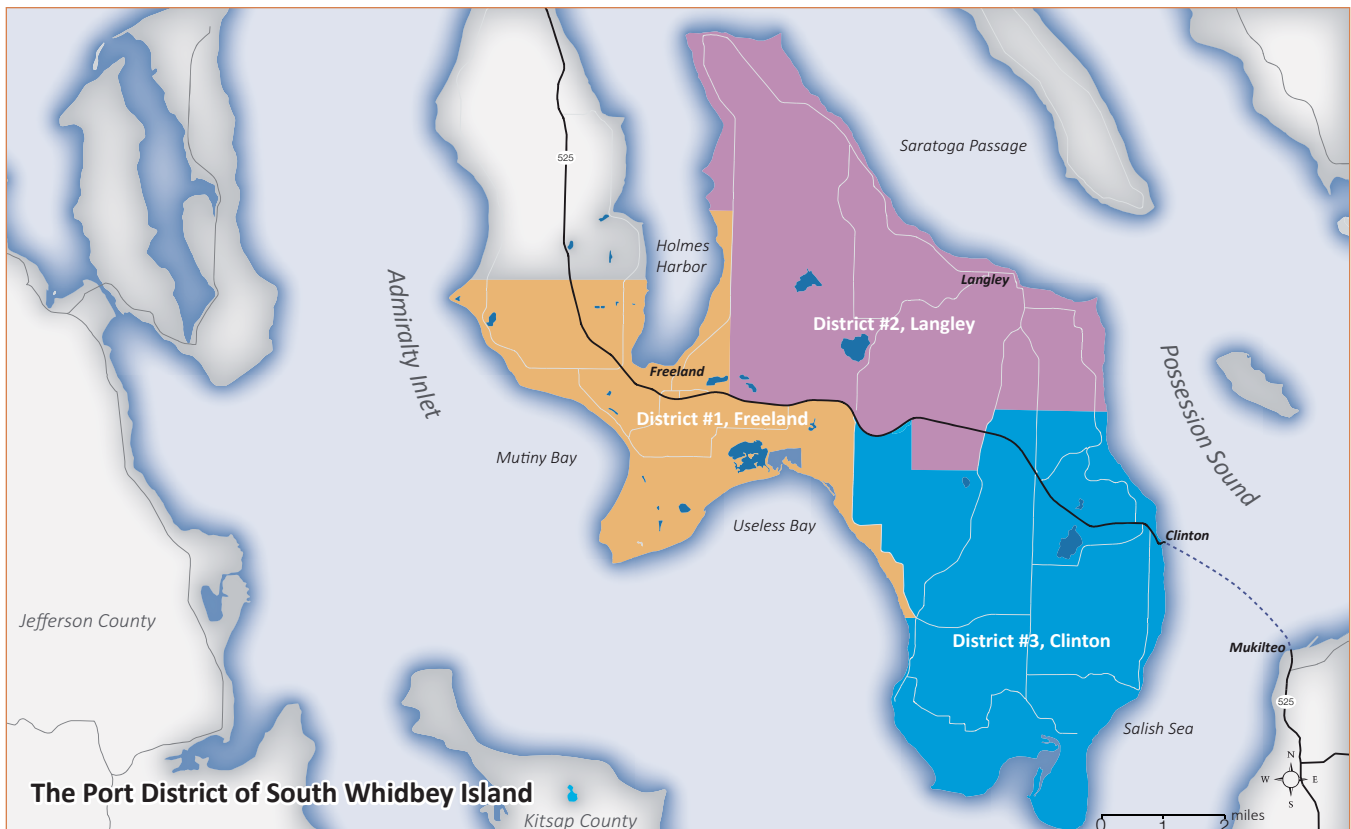 525
Saratoga Passage
Holmes
Harbor
Admiralty Inlet
Langley
District #2, Langley
Possession Sound
Freeland
District #1, Freeland
Mutiny Bay
Useless Bay
Clinton
Jefferson County
District #3, Clinton
Mukilteo
525
Salish Sea
N
W E
S
The Port District of South Whidbey Island
Kitsap County
0 1 2 miles